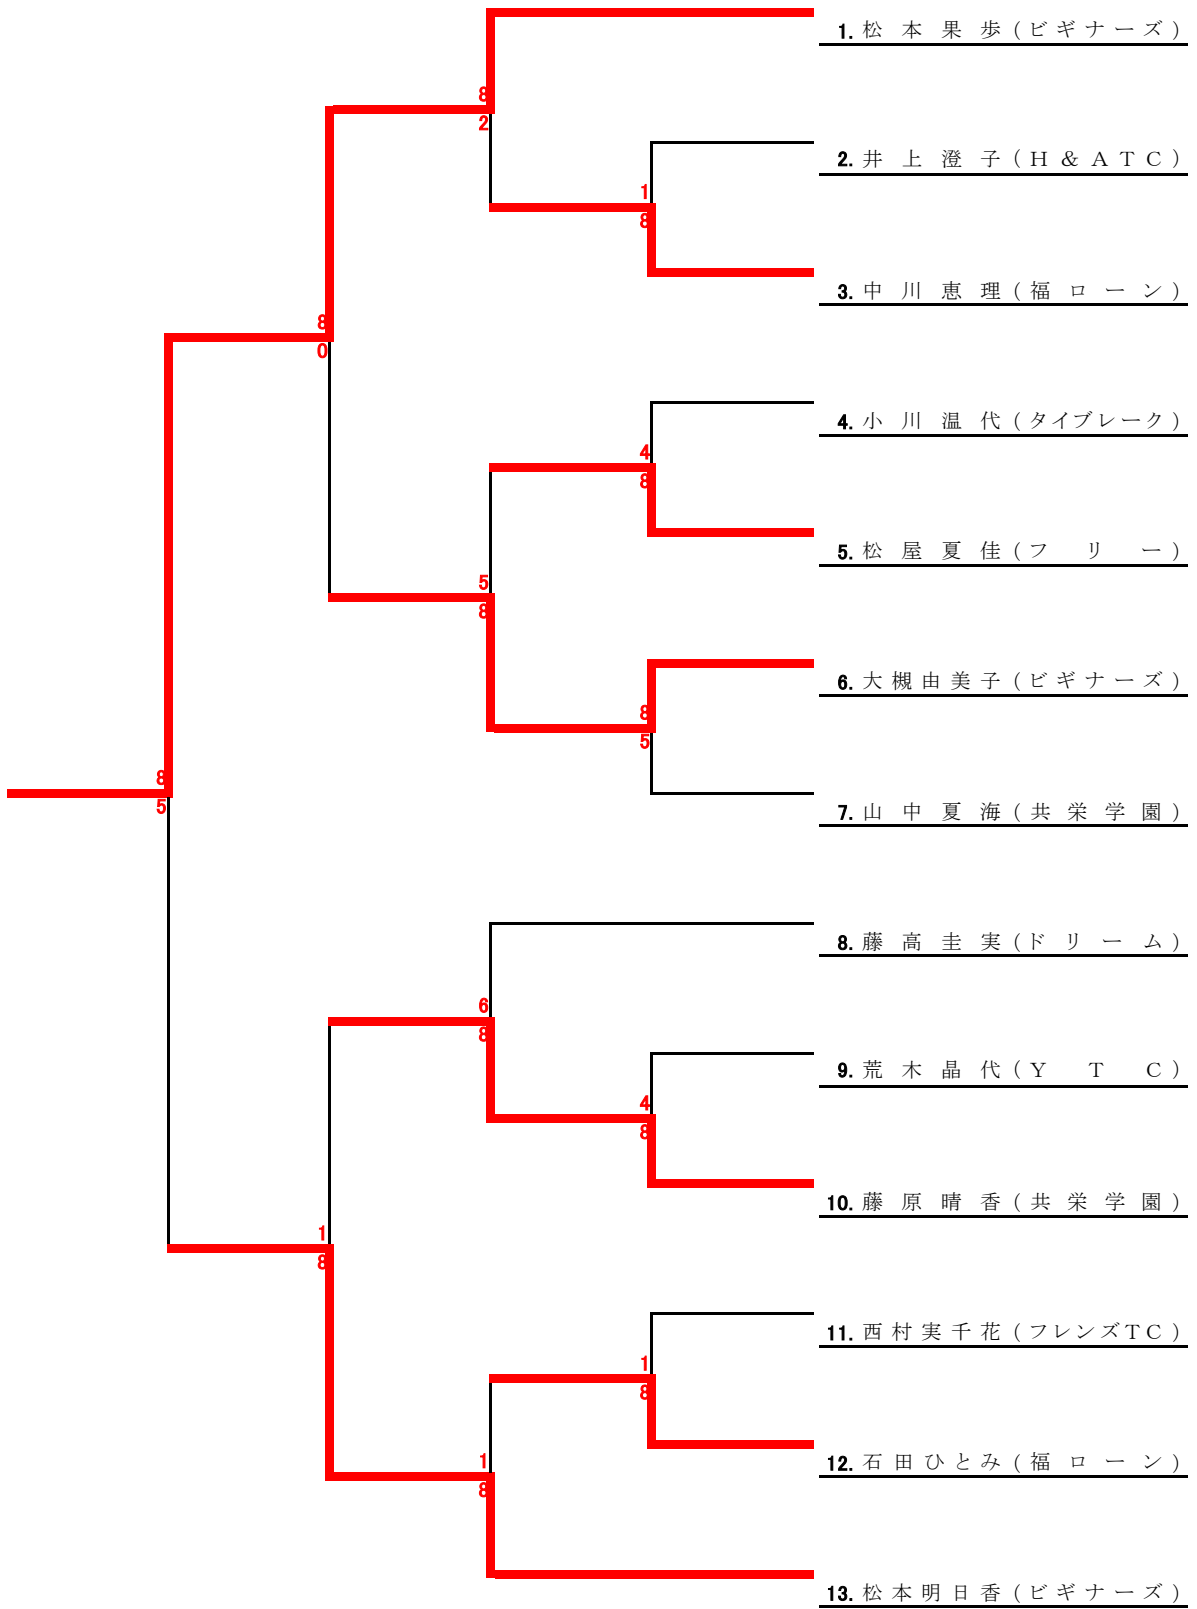 1. 松本果歩(ビギナーズ)
8
2
2. 井上澄子(H&ATC)
1
8
3. 中川恵理(福ローン)
8
0
4. 小川温代(タイブレーク)
4
8
5. 松屋夏佳(フリー)
5
8
6. 大槻由美子(ビギナーズ)
8
5
8
5
7. 山中夏海(共栄学園)
8. 藤高圭実(ドリーム)
6
8
9. 荒木晶代(YTC)
4
8
10. 藤原晴香(共栄学園)
1
8
11. 西村実千花(フレンズTC)
1
8
12. 石田ひとみ(福ローン)
1
8
13. 松本明日香(ビギナーズ)